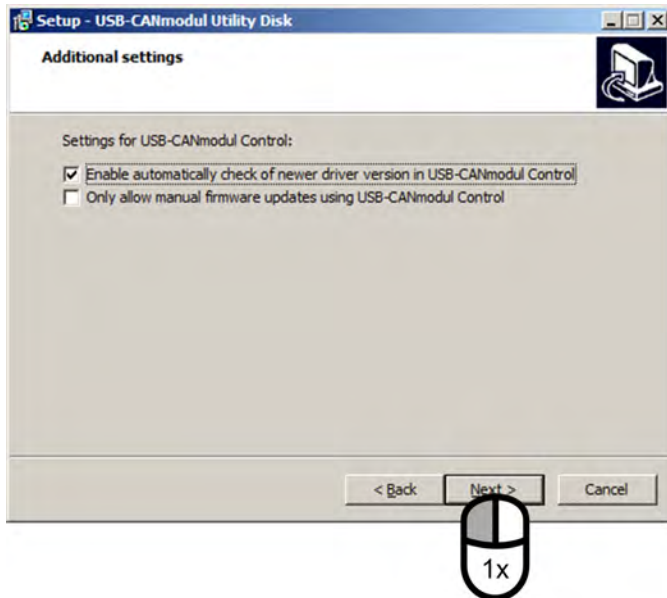 Setup - USB-CANmodul Utility Disk
Additional settings
Settings for USB-CANmodul Control:
Enable automatically check of newer driver version in USB-CANmodul Control
Only allow manual firmware updates using USB-CANmodul Control
< Back Next > Cancel
1x